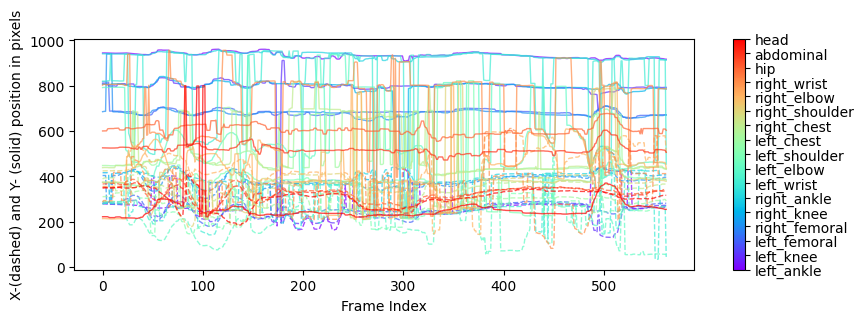 X-(dashed) and Y- (solid) position in pixels
1000
800
600
400
200
0
0 100 200 300 400 500
Frame Index
head
abdominal
hip
right_wrist
right_elbow
right_shoulder
right_chest
left_chest
left_shoulder
left_elbow
left_wrist
right_ankle
right_knee
right_femoral
left_femoral
left_knee
left_ankle